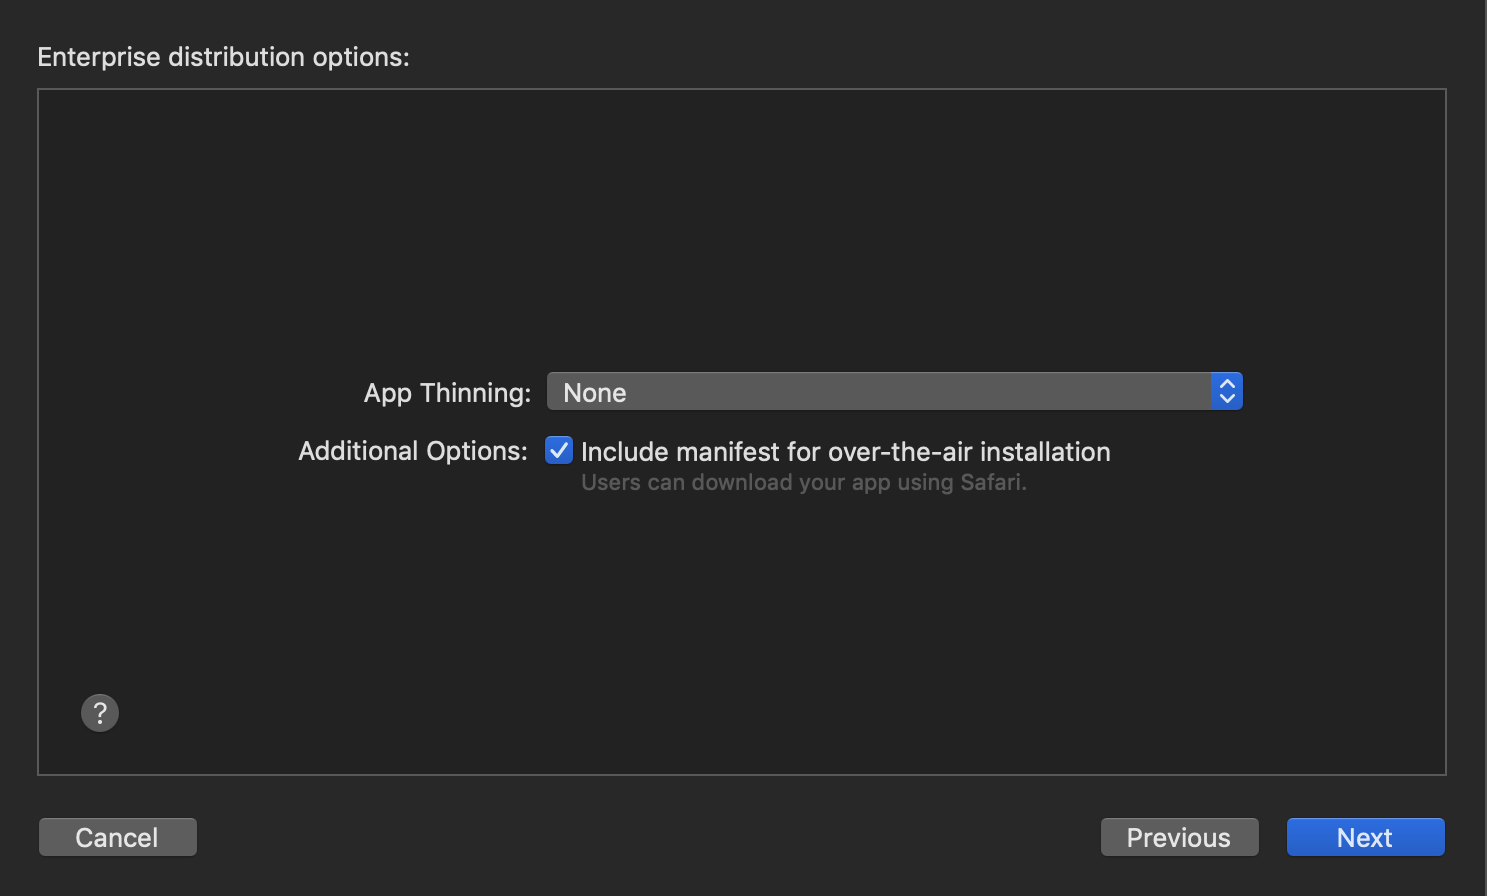 Enterprise distribution options:
App Thinning: None
Additional Options: Include manifest for over-the-air installation
Users can download your app using Safari.
?
Cancel Previous Next